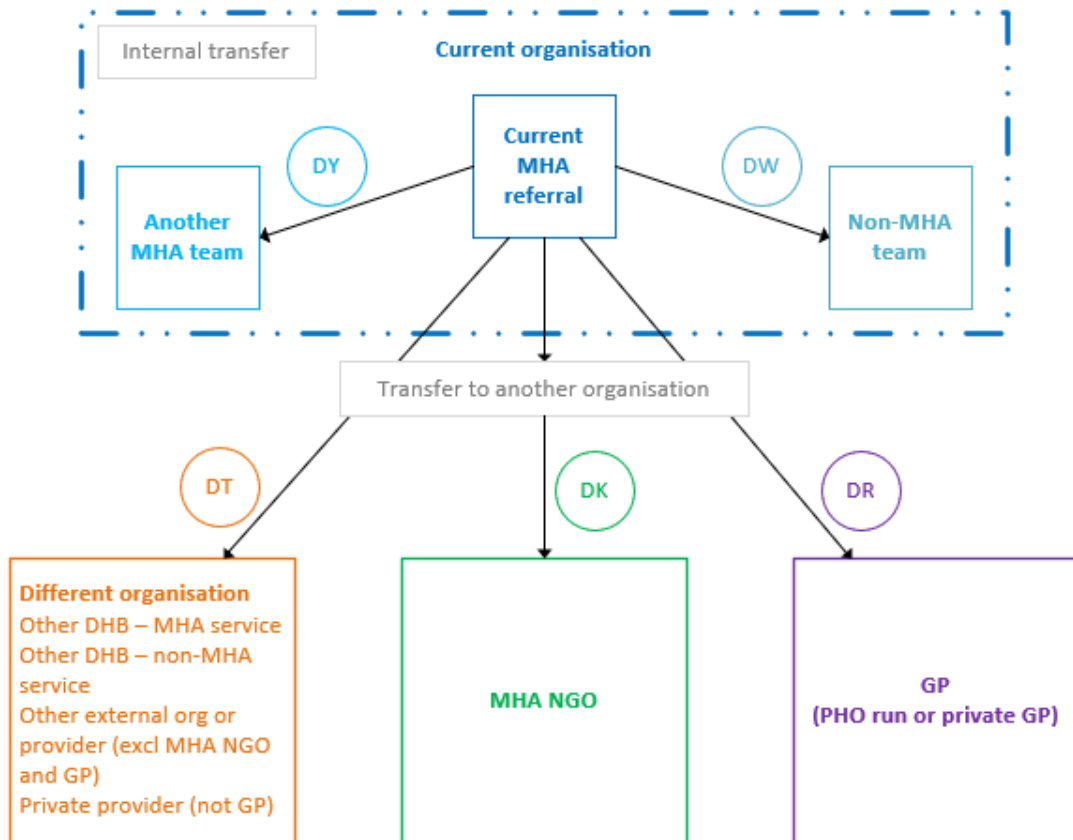 Internal transfer
Current organisation
Current
MHA
referral
DY
DW
Another
MHA team
Non-MHA
team
Transfer to another organisation
DT
DK
DR
Different organisation
Other DHB – MHA service
Other DHB – non-MHA
service
Other external org or
provider (excl MHA NGO
and GP)
Private provider (not GP)
MHA NGO
GP
(PHO run or private GP)